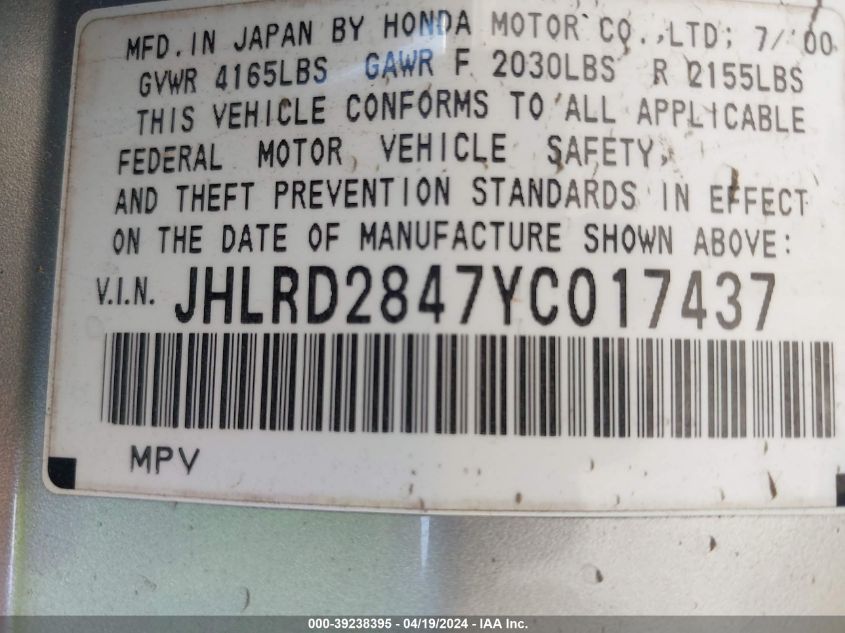 MFD. IN JAPAN BY HONDA MOTOR CO.,LTD; 7/'00
GVWR 4165LBS GAWR F 2030LBS R 2155LBS
THIS VEHICLE CONFORMS TO ALL APPLICABLE
FEDERAL MOTOR VEHICLE SAFETY,
AND THEFT PREVENTION STANDARDS IN EFFECT
ON THE DATE OF MANUFACTURE SHOWN ABOVE:
V.I.N. JHLRD2847YC017437
MPV
000-39238395 - 04/19/2024 - IAA Inc.